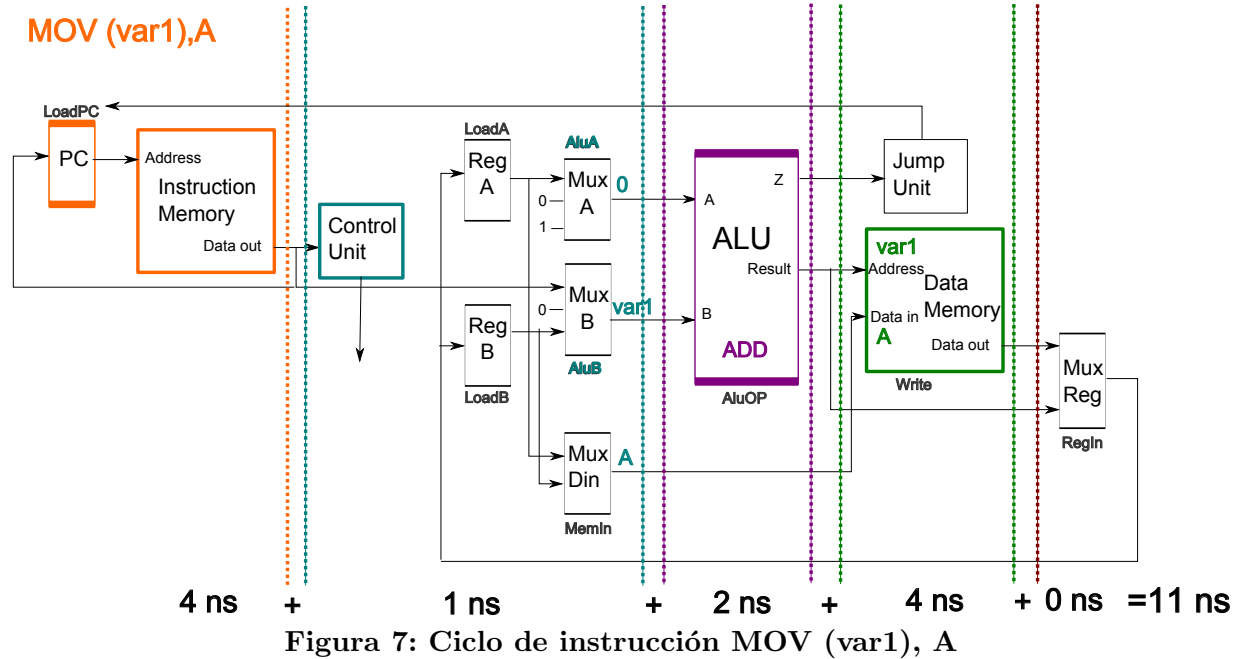 MOV (var1),A
LoadPC
PC
Address
Instruction
Memory
Data out
Control
Unit
LoadA
Reg
A
Reg
B
LoadB
AluA
Mux
A
0
1
0
Mux
B
0
var1
AluB
Mux
Din
A
MemIn
A
Z
ALU
Result
B
ADD
AluOP
Jump
Unit
var1
Address
Data
Memory
Data in
A
Data out
Write
Mux
Reg
RegIn
4 ns + 1 ns + 2 ns + 4 ns + 0 ns =11 ns
Figura 7: Ciclo de instrucción MOV (var1), A